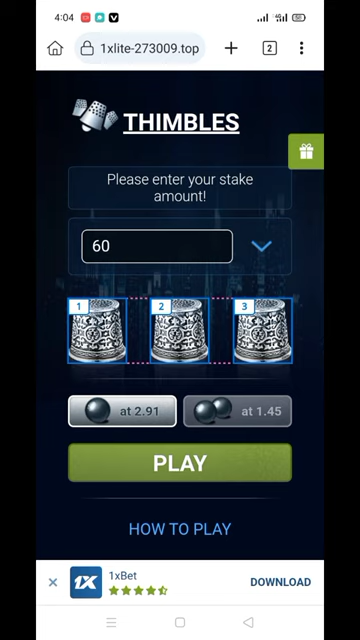 4:04
1xlite-273009.top
2
THIMBLES
Please enter your stake
amount!
60
1
2
3
at 2.91
at 1.45
PLAY
HOW TO PLAY
1X
1xBet
DOWNLOAD